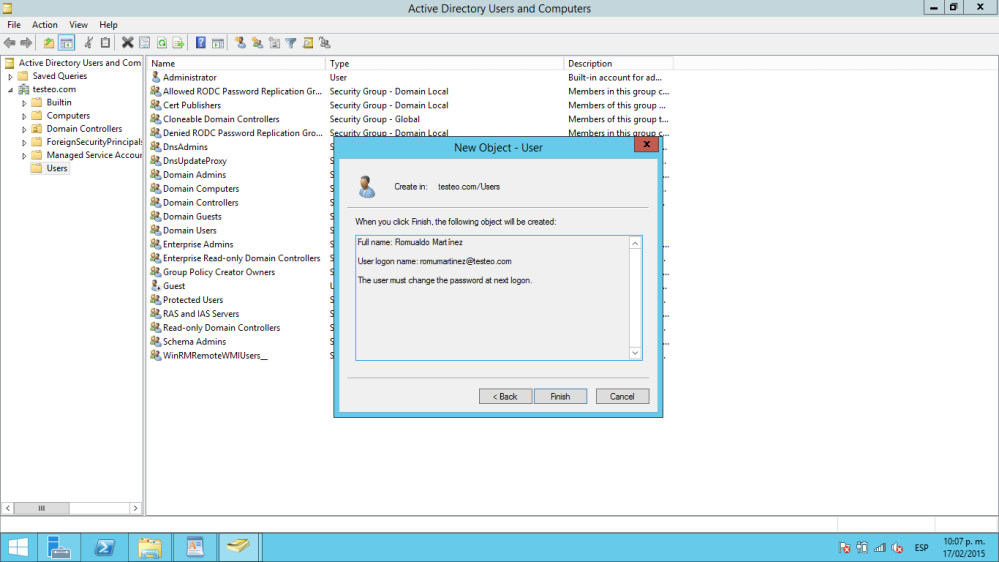 Active Directory Users and Computers
File Action View Help
Active Directory Users and Com
Saved Queries
testeo.com
Builtin
Computers
Domain Controllers
ForeignSecurityPrincipals
Managed Service Accour
Users
Name Type Description
Administrator User Built-in account for ad...
Allowed RODC Password Replication Gr... Security Group - Domain Local Members in this group c...
Cert Publishers Security Group - Domain Local Members of this group ...
Cloneable Domain Controllers Security Group - Global Members of this group t...
Denied RODC Password Replication Gro... Security Group - Domain Local Members in this group c...
DnsAdmins
DnsUpdateProxy
Domain Admins
Domain Computers
Domain Controllers
Domain Guests
Domain Users
Enterprise Admins
Enterprise Read-only Domain Controllers
Group Policy Creator Owners
Guest
Protected Users
RAS and IAS Servers
Read-only Domain Controllers
Schema Admins
WinRMRemoteWMIUsers__
New Object - User
Create in: testeo.com/Users
When you click Finish, the following object will be created:
Full name: Romualdo Martínez
User logon name: romumartinez@testeo.com
The user must change the password at next logon.
< Back Finish Cancel
ESP
10:07 p. m.
17/02/2015